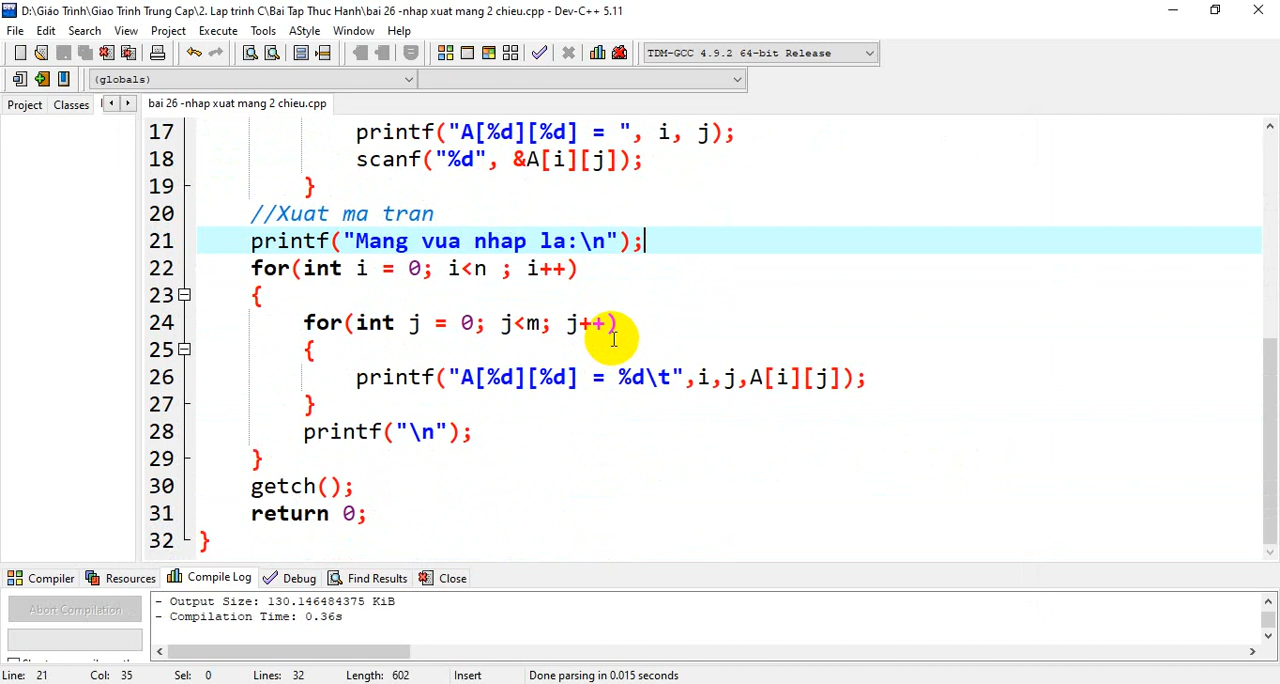 D:\Giáo Trình\Giao Trinh Trung Cap\2. Lap trinh C\Bai Tap Thuc Hanh\bai 26 -nhap xuat mang 2 chieu.cpp - Dev-C++ 5.11
File Edit Search View Project Execute Tools AStyle Window Help
TDM-GCC 4.9.2 64-bit Release
(globals)
Project Classes bai 26 -nhap xuat mang 2 chieu.cpp
17 printf("A[%d][%d] = ", i, j);
18 scanf("%d", &A[i][j]);
19 }
20 //Xuat ma tran
21 printf("Mang vua nhap la:\n");
22 for(int i = 0; i<n ; i++)
23 {
24 for(int j = 0; j<m; j++)
25 {
26 printf("A[%d][%d] = %d\t",i,j,A[i][j]);
27 }
28 printf("\n");
29 }
30 getch();
31 return 0;
32 }
Compiler Resources Compile Log Debug Find Results Close
Abort Compilation
- Output Size: 130.146484375 KiB
- Compilation Time: 0.36s
Line: 21 Col: 35 Sel: 0 Lines: 32 Length: 602 Insert Done parsing in 0.015 seconds